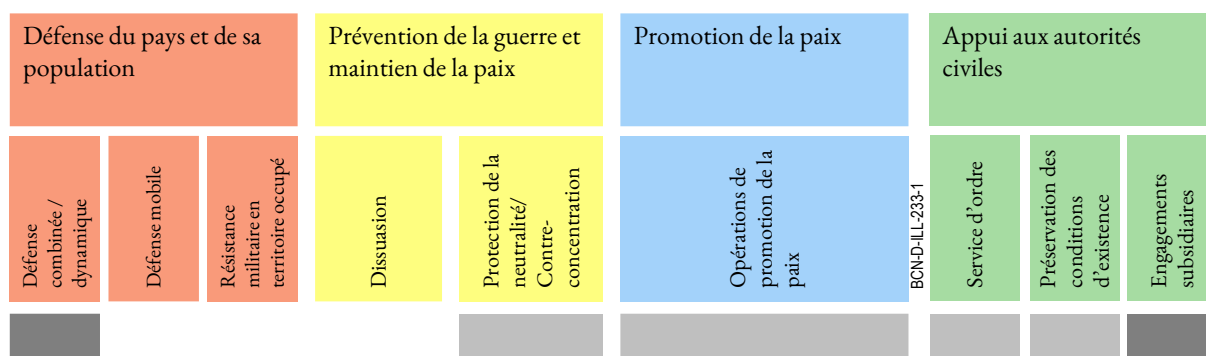 Défense du pays et de sa
population
Prévention de la guerre et
maintien de la paix
Promotion de la paix
Appui aux autorités
civiles
Défense
combinée /
dynamique
Défense mobile
Résistance
militaire en
territoire occupé
Dissuasion
Protection de la
neutralité/
Contre-
concentration
Opérations de
promotion de la
paix
BCN-D-ILL-233-1
Service d'ordre
Préservation des
conditions
d'existence
Engagements
subsidiaires